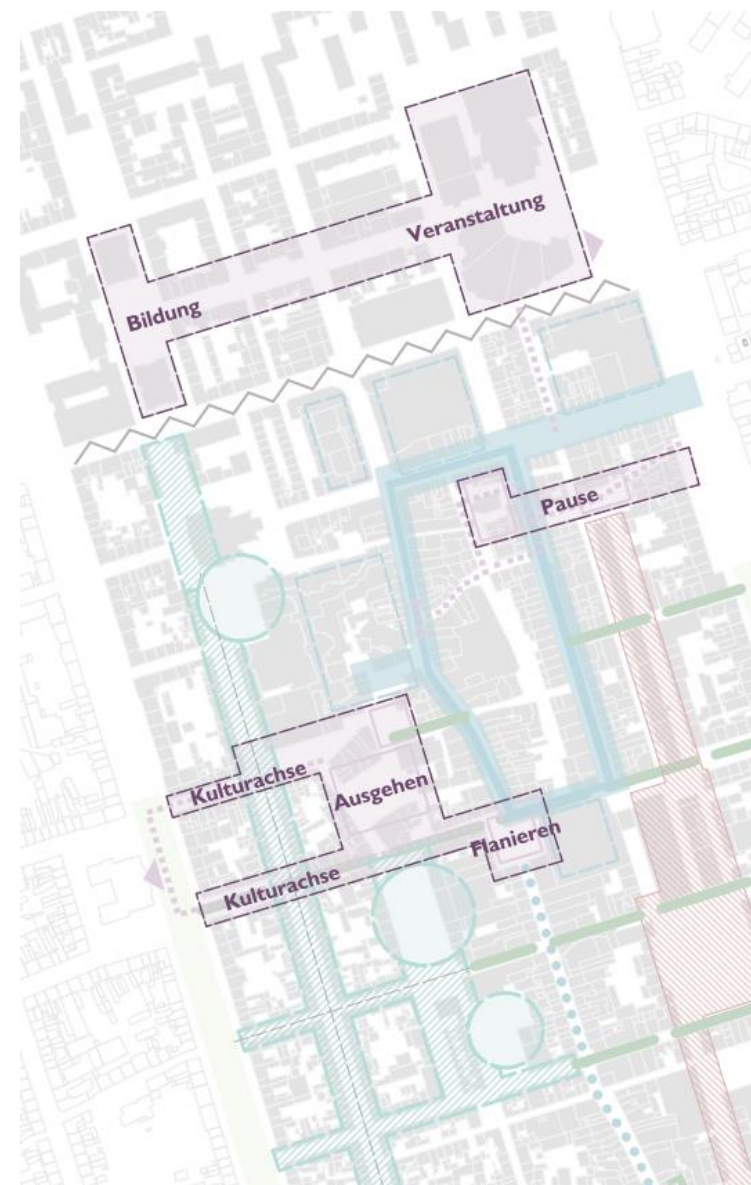 Veranstaltung
Bildung
Pause
Kulturachse
Ausgehen
Flanieren
Kulturachse